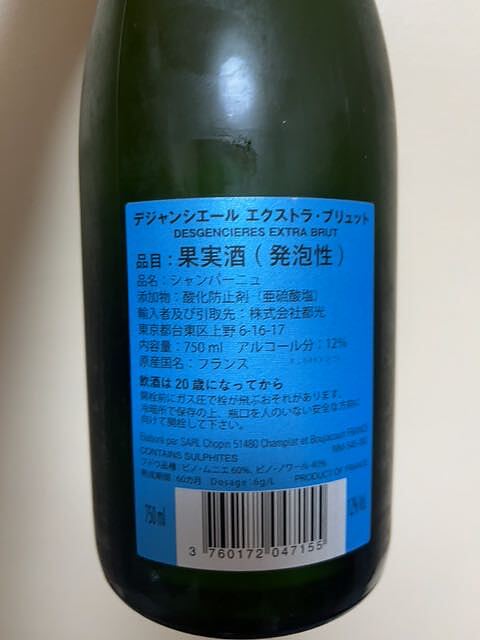 デジャンシエール エクストラ・ブリュット
DESGENCIERES EXTRA BRUT
品目：果実酒（発泡性）
品名：シャンパーニュ
添加物：酸化防止剤（亜硫酸塩）
輸入者及び引取先：株式会社都光
東京都台東区上野 6-16-17
内容量：750 ml アルコール分：12%
原産国名：フランス
飲酒は 20 歳になってから
開栓前にガス圧で栓が飛ぶおそれがあります。
冷暗所で保存の上、瓶口を人のいない安全な方向に
向けて開栓して下さい。
Elaboré par SARL Chopin 51480 Champlat et Boujacourt FRANCE
CONTAINS SULPHITES
ブドウ品種：ピノ・ムニエ 60%、ピノ・ノワール 40%
PRODUCT OF FRANCE
熟成期間：60カ月 Dosage：6g/L
750 ml
12% Vol.
3 760172 047155